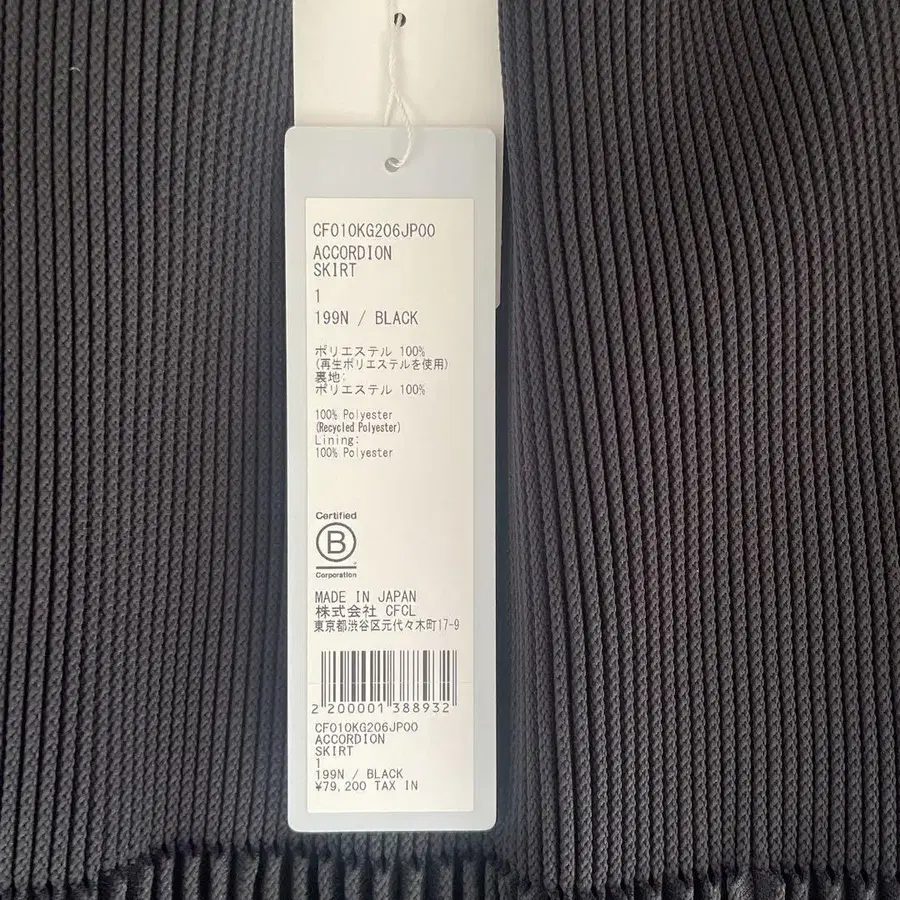 CF010KG206JP00
ACCORDION
SKIRT
1
199N / BLACK
ポリエステル 100%
(再生ポリエステルを使用)
裏地:
ポリエステル 100%
100% Polyester
(Recycled Polyester)
Lining:
100% Polyester
Certified
B
Corporation
MADE IN JAPAN
株式会社 CFCL
東京都渋谷区元代々木町17-9
2 200001 388932
CF010KG206JP00
ACCORDION
SKIRT
1
199N / BLACK
¥79,200 TAX IN